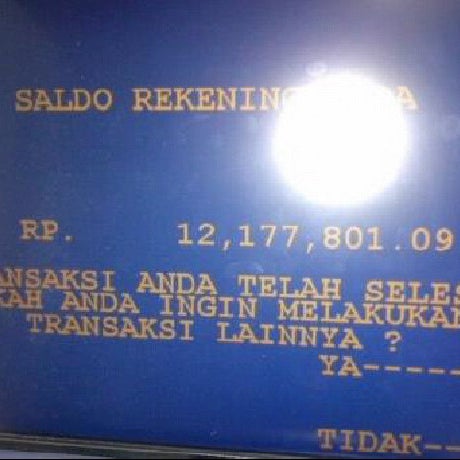 SALDO REKENING
RP. 12,177,801.09
ANSAKSI ANDA TELAH SELES
KAH ANDA INGIN MELAKUKAN
TRANSAKSI LAINNYA ?
YA-----
TIDAK--